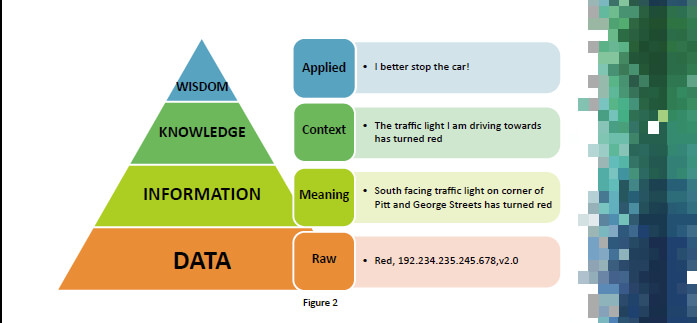 WISDOM
Applied
• I better stop the car!
KNOWLEDGE
Context
• The traffic light I am driving towards
has turned red
INFORMATION
Meaning
• South facing traffic light on corner of
Pitt and George Streets has turned red
DATA
Raw
• Red, 192.234.235.245.678,v2.0
Figure 2